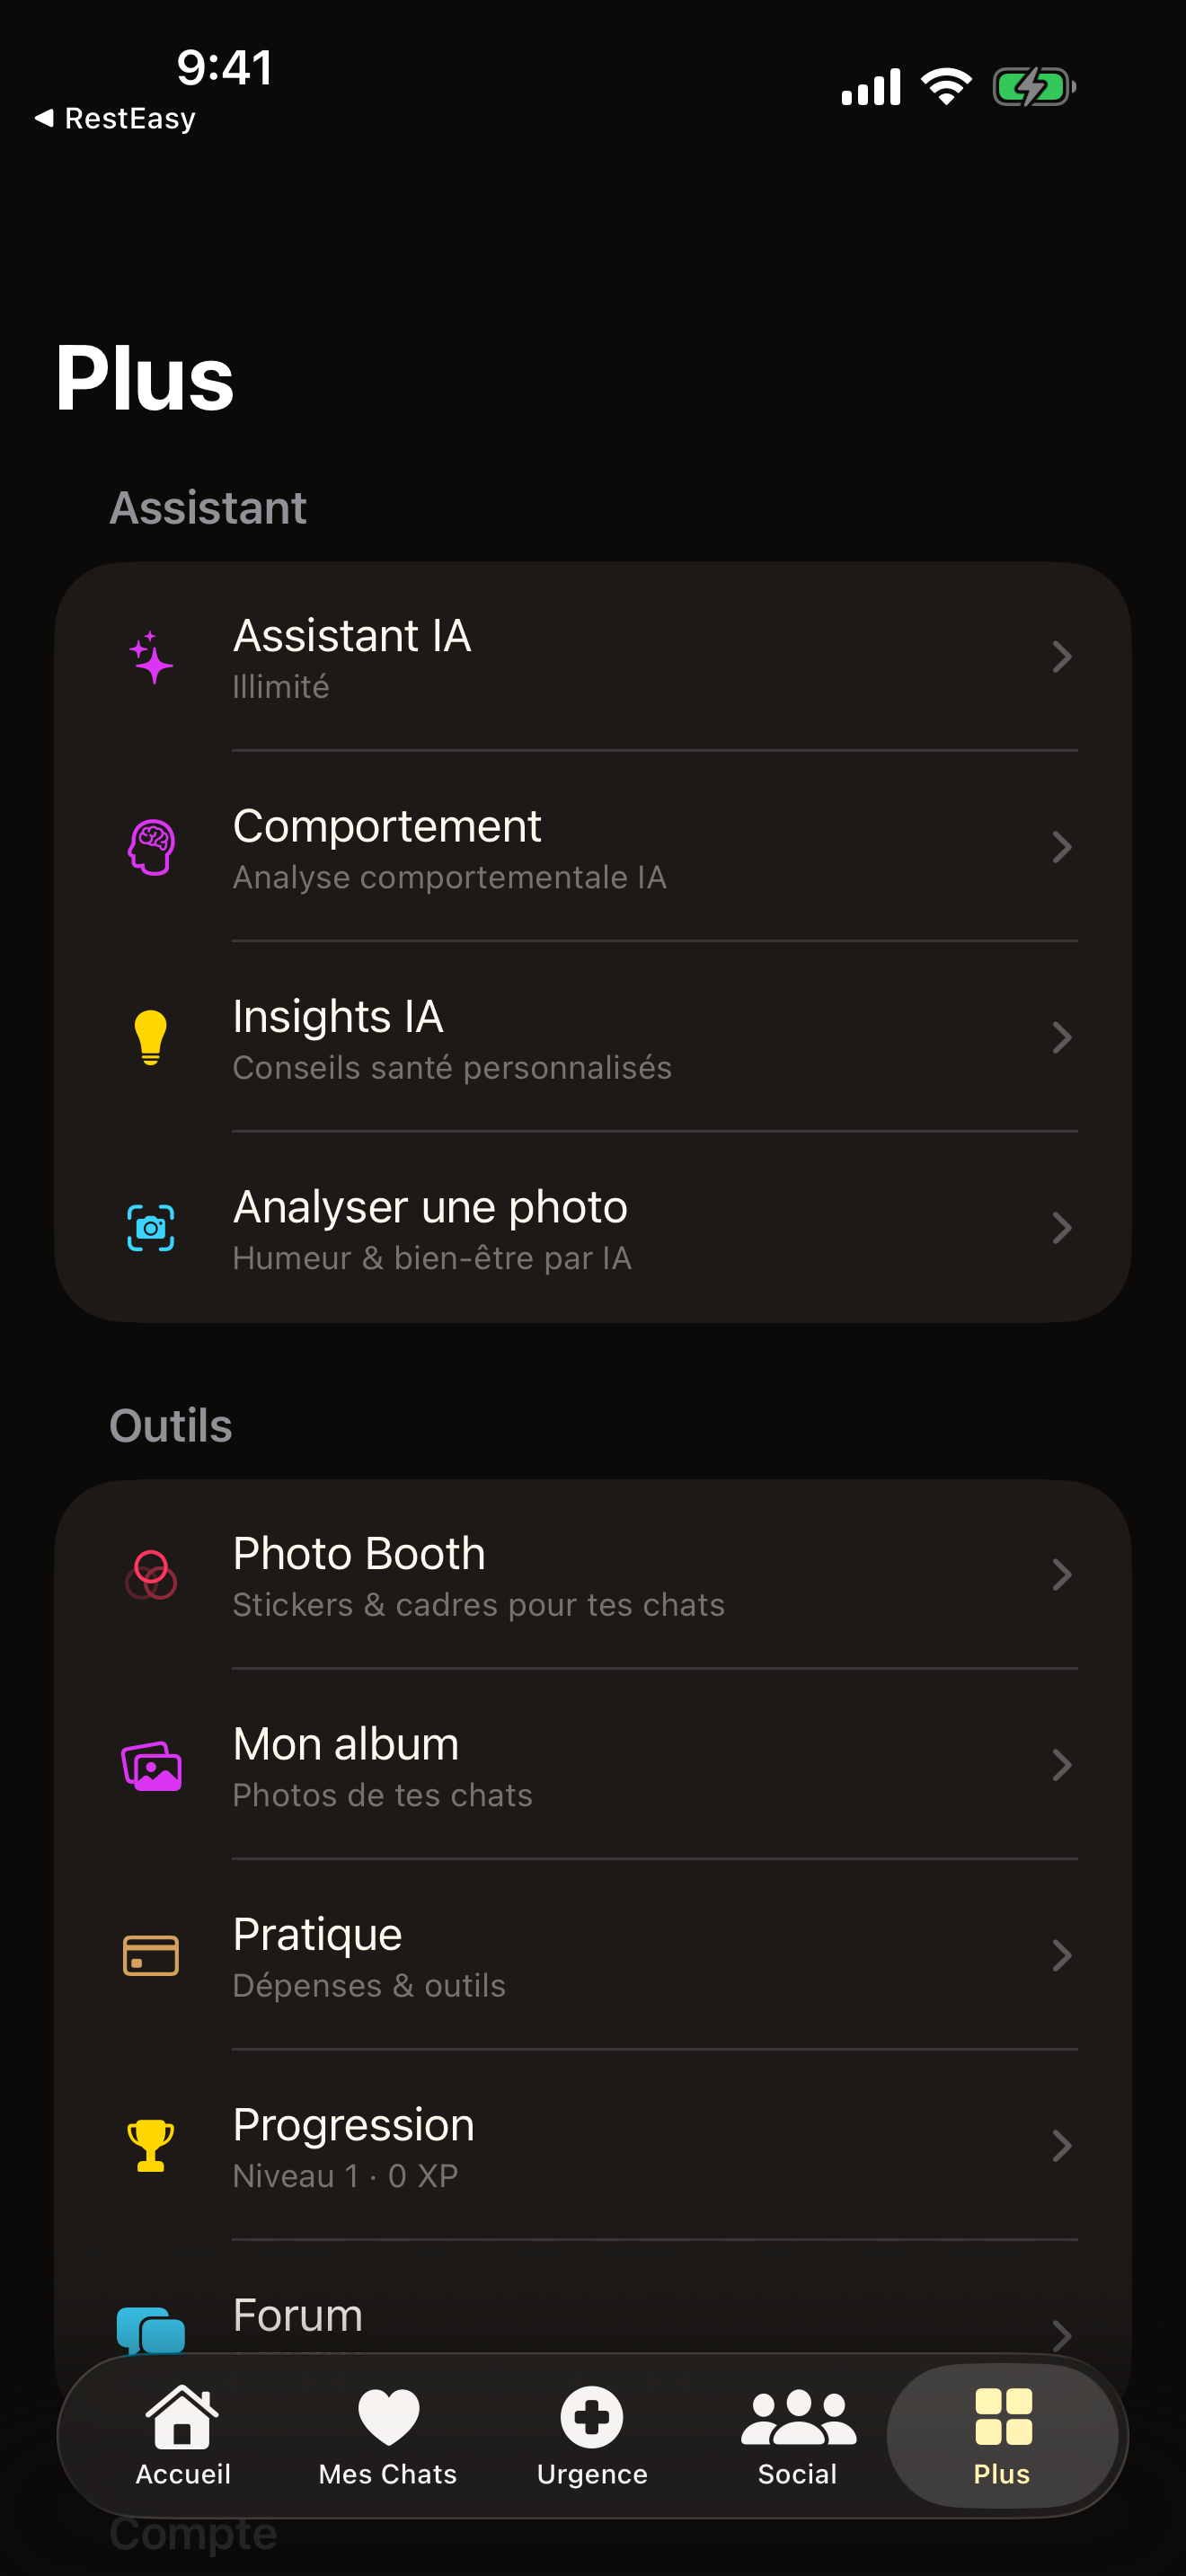 9:41
RestEasy
Plus
Assistant
Assistant IA
Illimité
Comportement
Analyse comportementale IA
Insights IA
Conseils santé personnalisés
Analyser une photo
Humeur & bien-être par IA
Outils
Photo Booth
Stickers & cadres pour tes chats
Mon album
Photos de tes chats
Pratique
Dépenses & outils
Progression
Niveau 1 · 0 XP
Forum
Accueil
Mes Chats
Urgence
Social
Plus
Compte